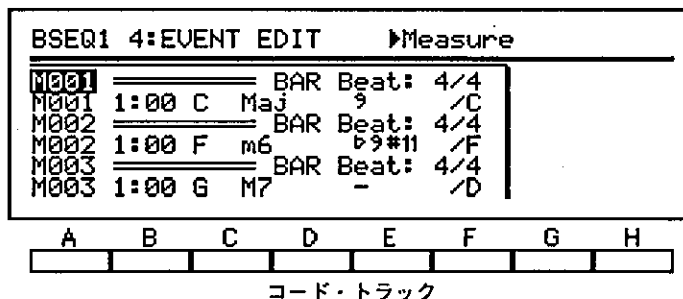 BSEQ1 4:EVENT EDIT ▶Measure
M001 ════ BAR Beat: 4/4
M001 1:00 C Maj 9 /C
M002 ════ BAR Beat: 4/4
M002 1:00 F m6 ♭9#11 /F
M003 ════ BAR Beat: 4/4
M003 1:00 G M7 – /D
A B C D E F G H
コード・トラック